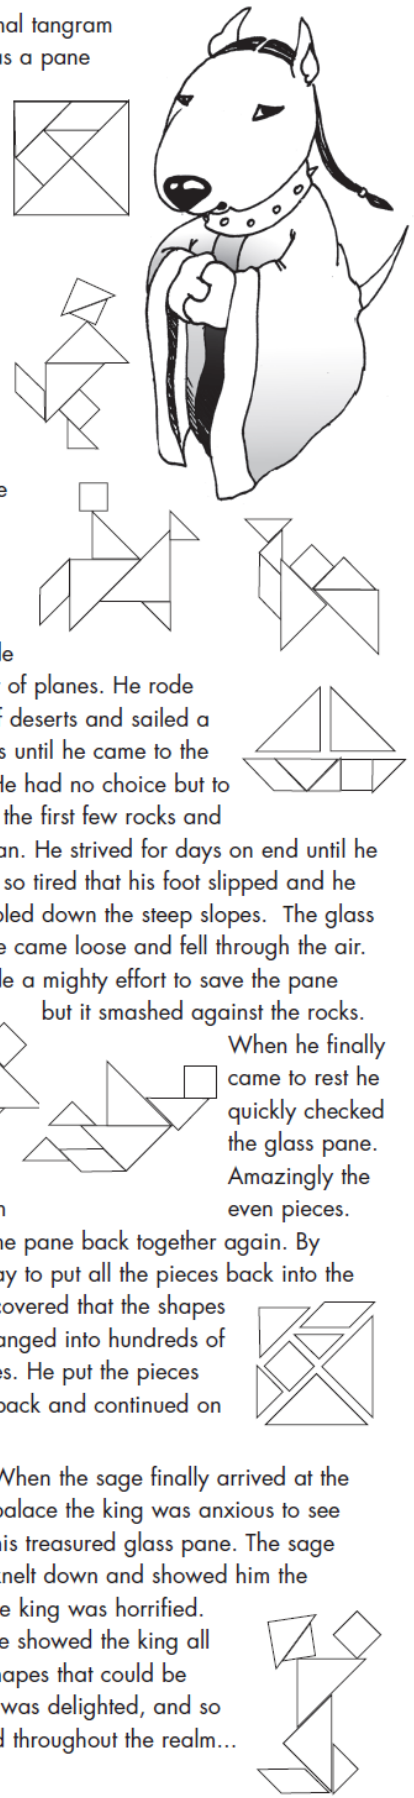 nal tangram
as a pane
e
le
of planes. He rode
f deserts and sailed a
s until he came to the
He had no choice but to
the first few rocks and
an. He strived for days on end until he
so tired that his foot slipped and he
bled down the steep slopes. The glass
e came loose and fell through the air.
le a mighty effort to save the pane
but it smashed against the rocks.
When he finally
came to rest he
quickly checked
the glass pane.
Amazingly the
n even pieces.
he pane back together again. By
ay to put all the pieces back into the
covered that the shapes
anged into hundreds of
es. He put the pieces
back and continued on
When the sage finally arrived at the
palace the king was anxious to see
his treasured glass pane. The sage
knelt down and showed him the
e king was horrified.
e showed the king all
hapes that could be
was delighted, and so
d throughout the realm...